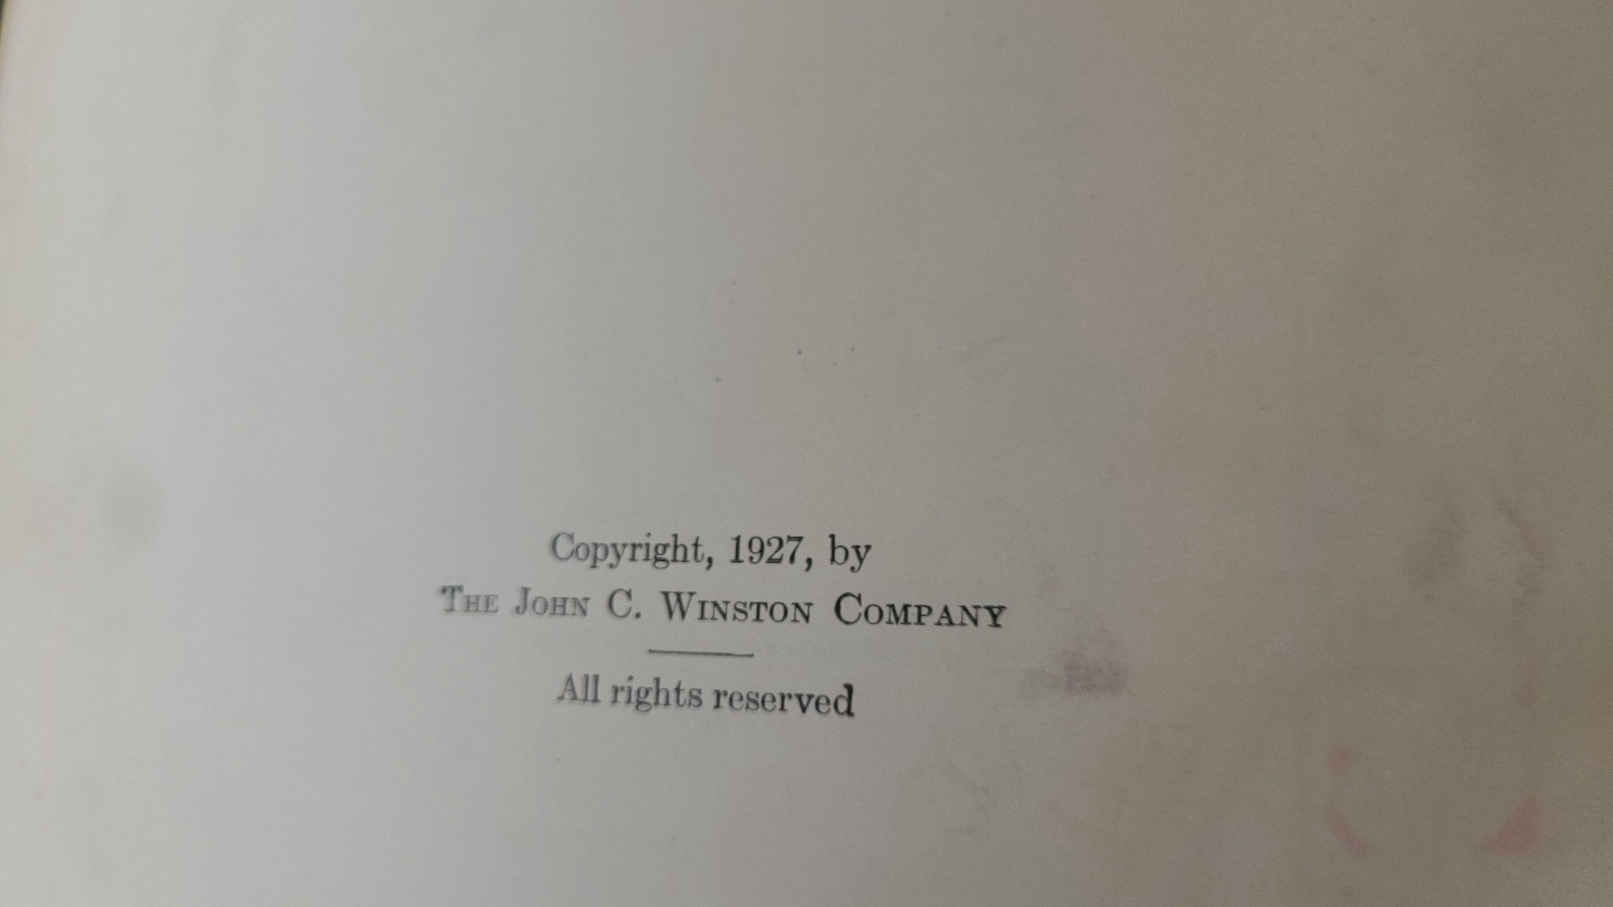 Copyright, 1927, by
THE JOHN C. WINSTON COMPANY
All rights reserved